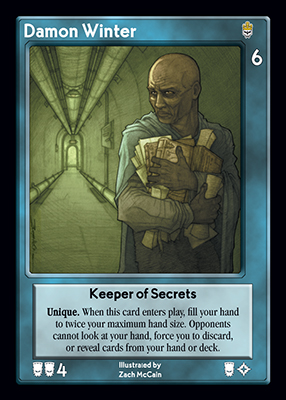 Damon Winter
6
Keeper of Secrets
Unique. When this card enters play, fill your hand
to twice your maximum hand size. Opponents
cannot look at your hand, force you to discard,
or reveal cards from your hand or deck.
4
Illustrated by
Zach McCain